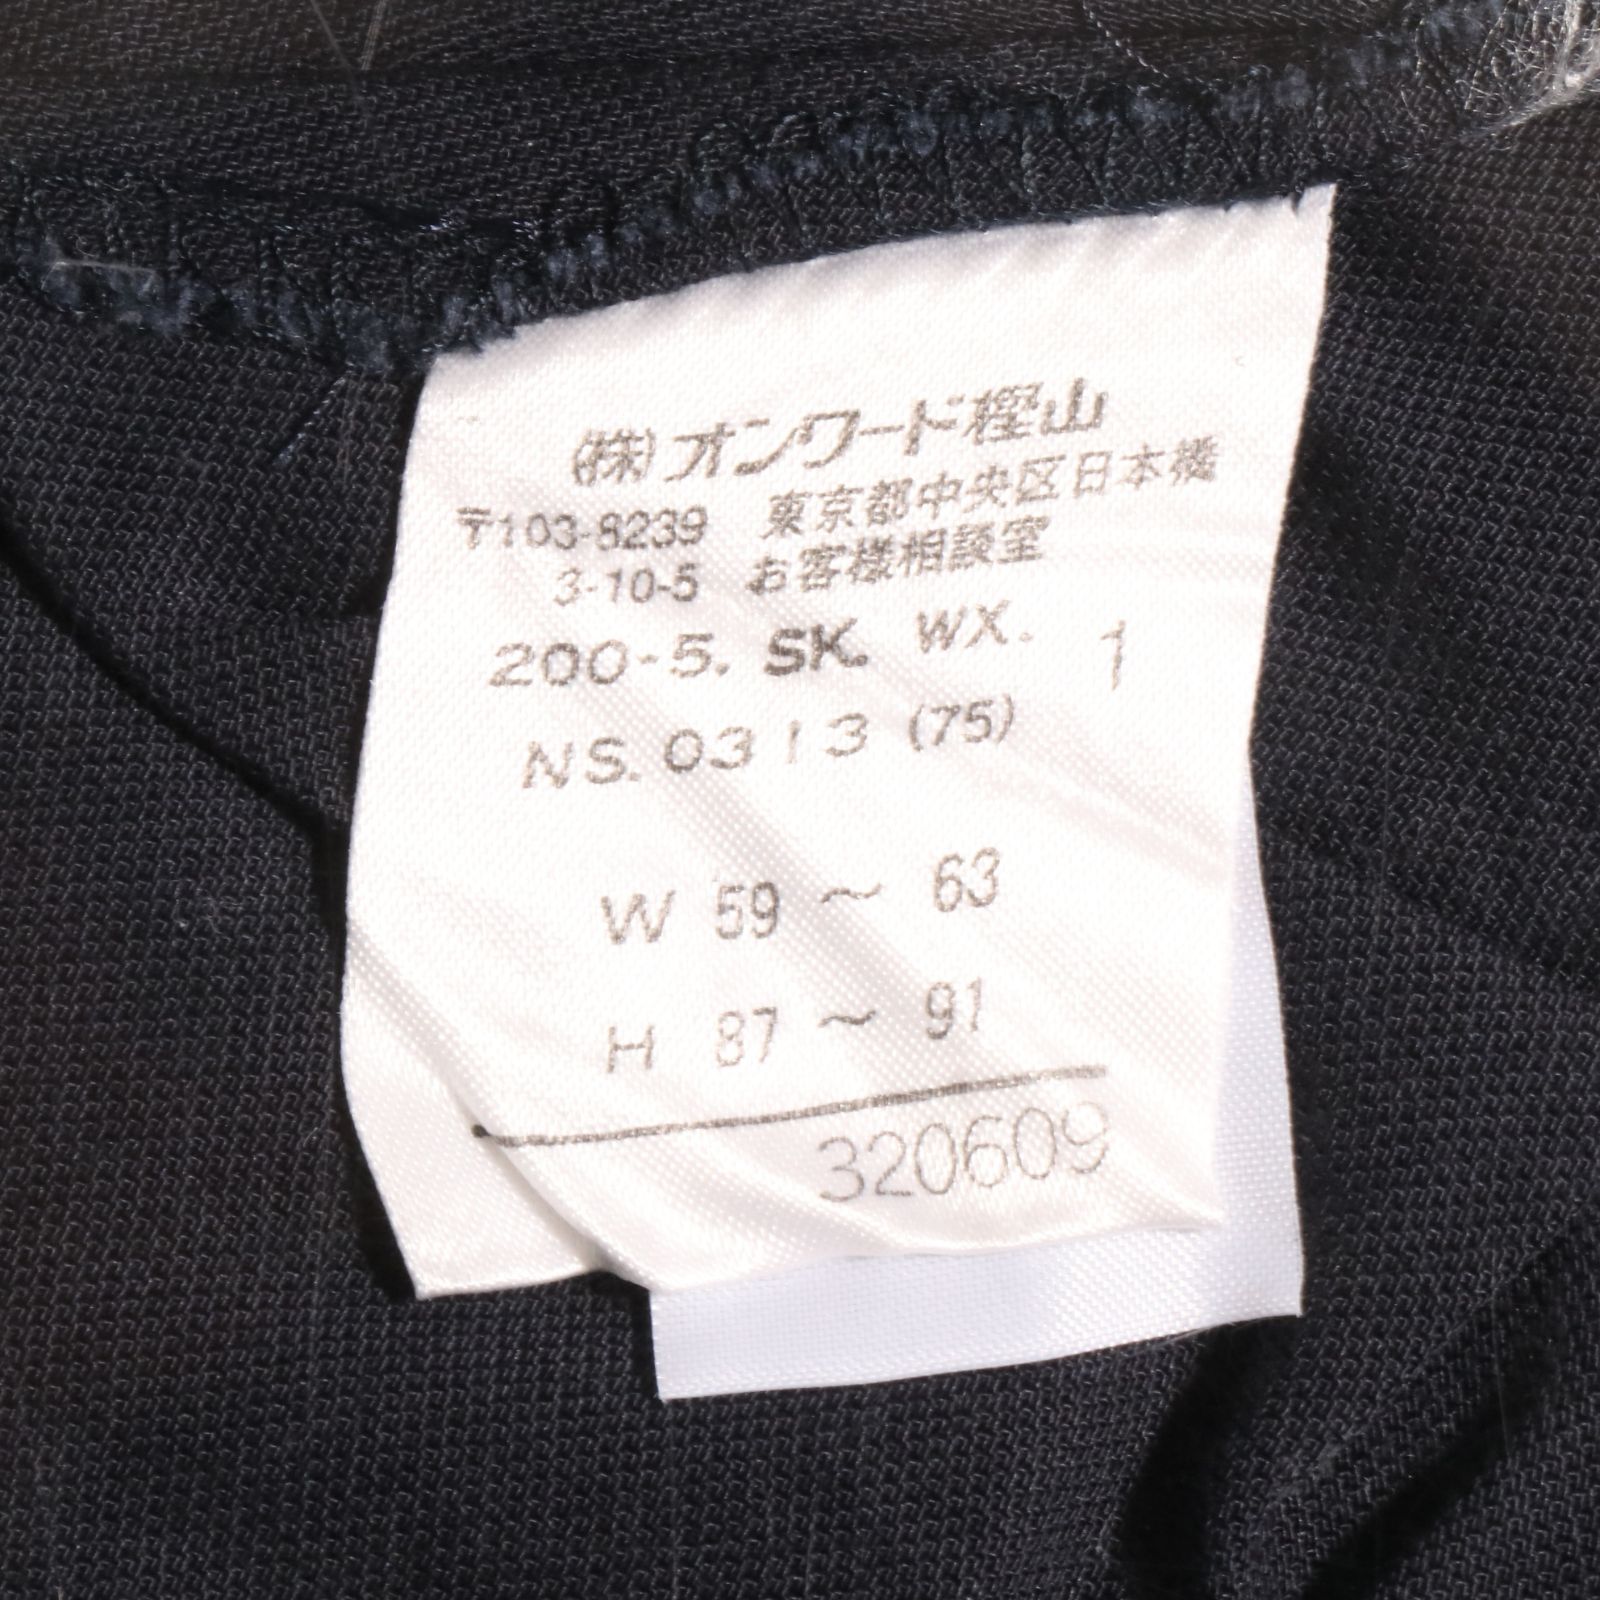 (株)オンワード樫山
〒103-8239 東京都中央区日本橋
3-10-5 お客様相談室
200-5. SK. WX. 1
NS. 0313 (75)
W 59 ～ 63
H 87 ～ 91
320609